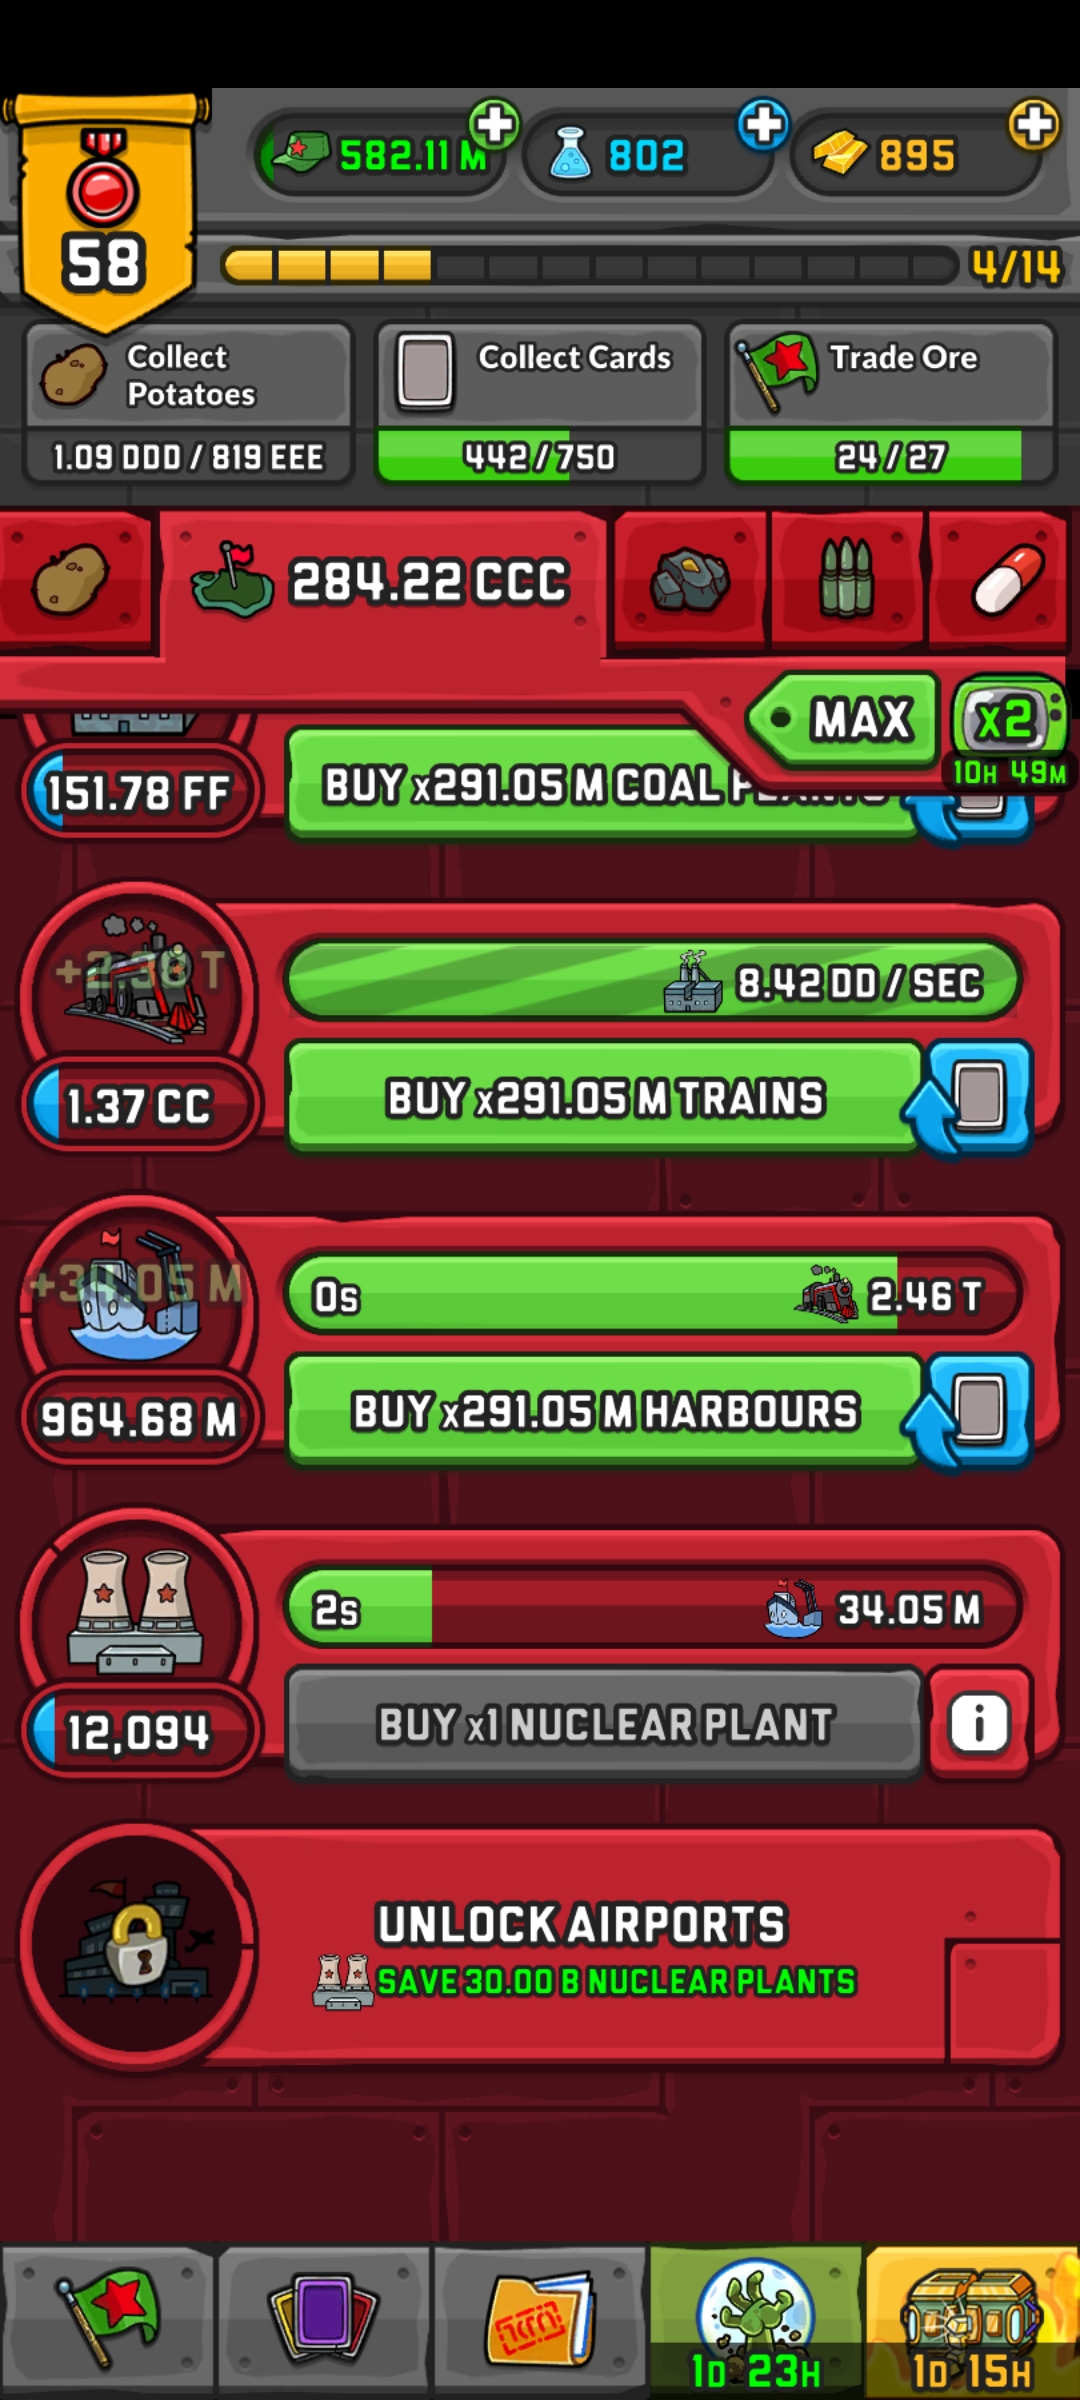 582.11 M
802
895
58
4/14
Collect
Potatoes
1.09 DDD / 819 EEE
Collect Cards
442/750
Trade Ore
24/27
284.22 CCC
MAX
x2
10H 49M
151.78 FF
BUY x291.05 M COAL PLANTS
8.42 DD / SEC
1.37 CC
BUY x291.05 M TRAINS
+34.05 M
0s
2.46 T
964.68 M
BUY x291.05 M HARBOURS
2s
34.05 M
12,094
BUY x1 NUCLEAR PLANT
i
UNLOCK AIRPORTS
SAVE 30.00 B NUCLEAR PLANTS
1D 23H
1D 15H